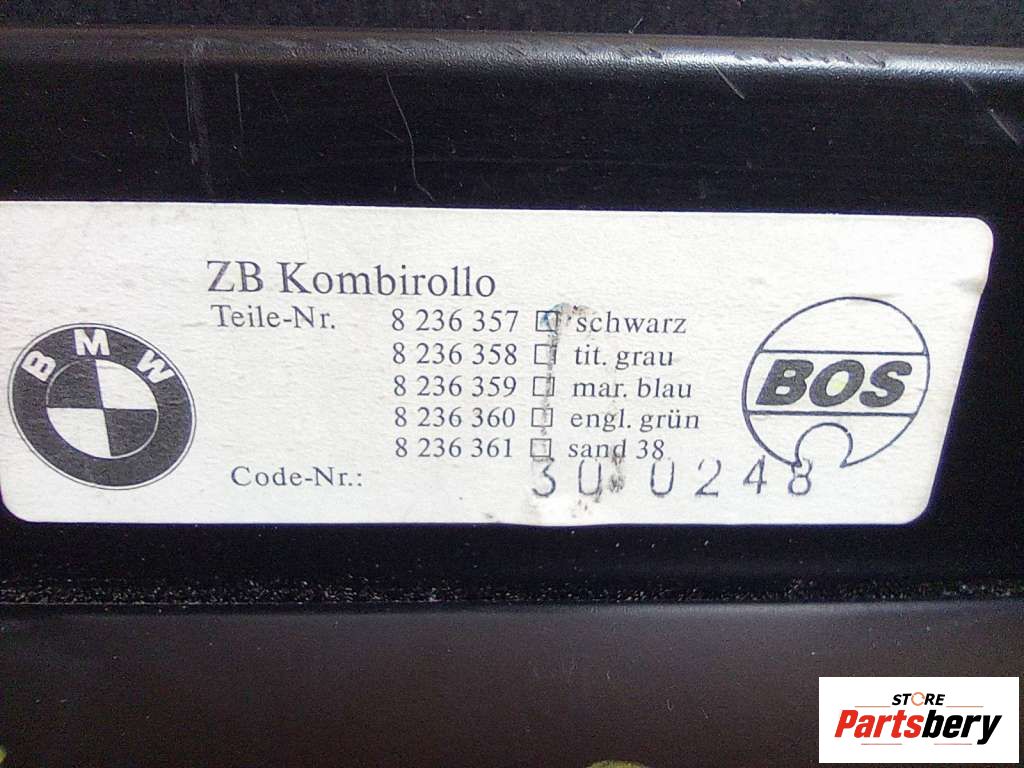 ZB Kombirollo
Teile-Nr. 8 236 357 □ schwarz
8 236 358 □ tit. grau
8 236 359 □ mar. blau
8 236 360 □ engl. grün
8 236 361 □ sand 38
Code-Nr.: 30 0248
BMW
BOS
STORE
Partsbery